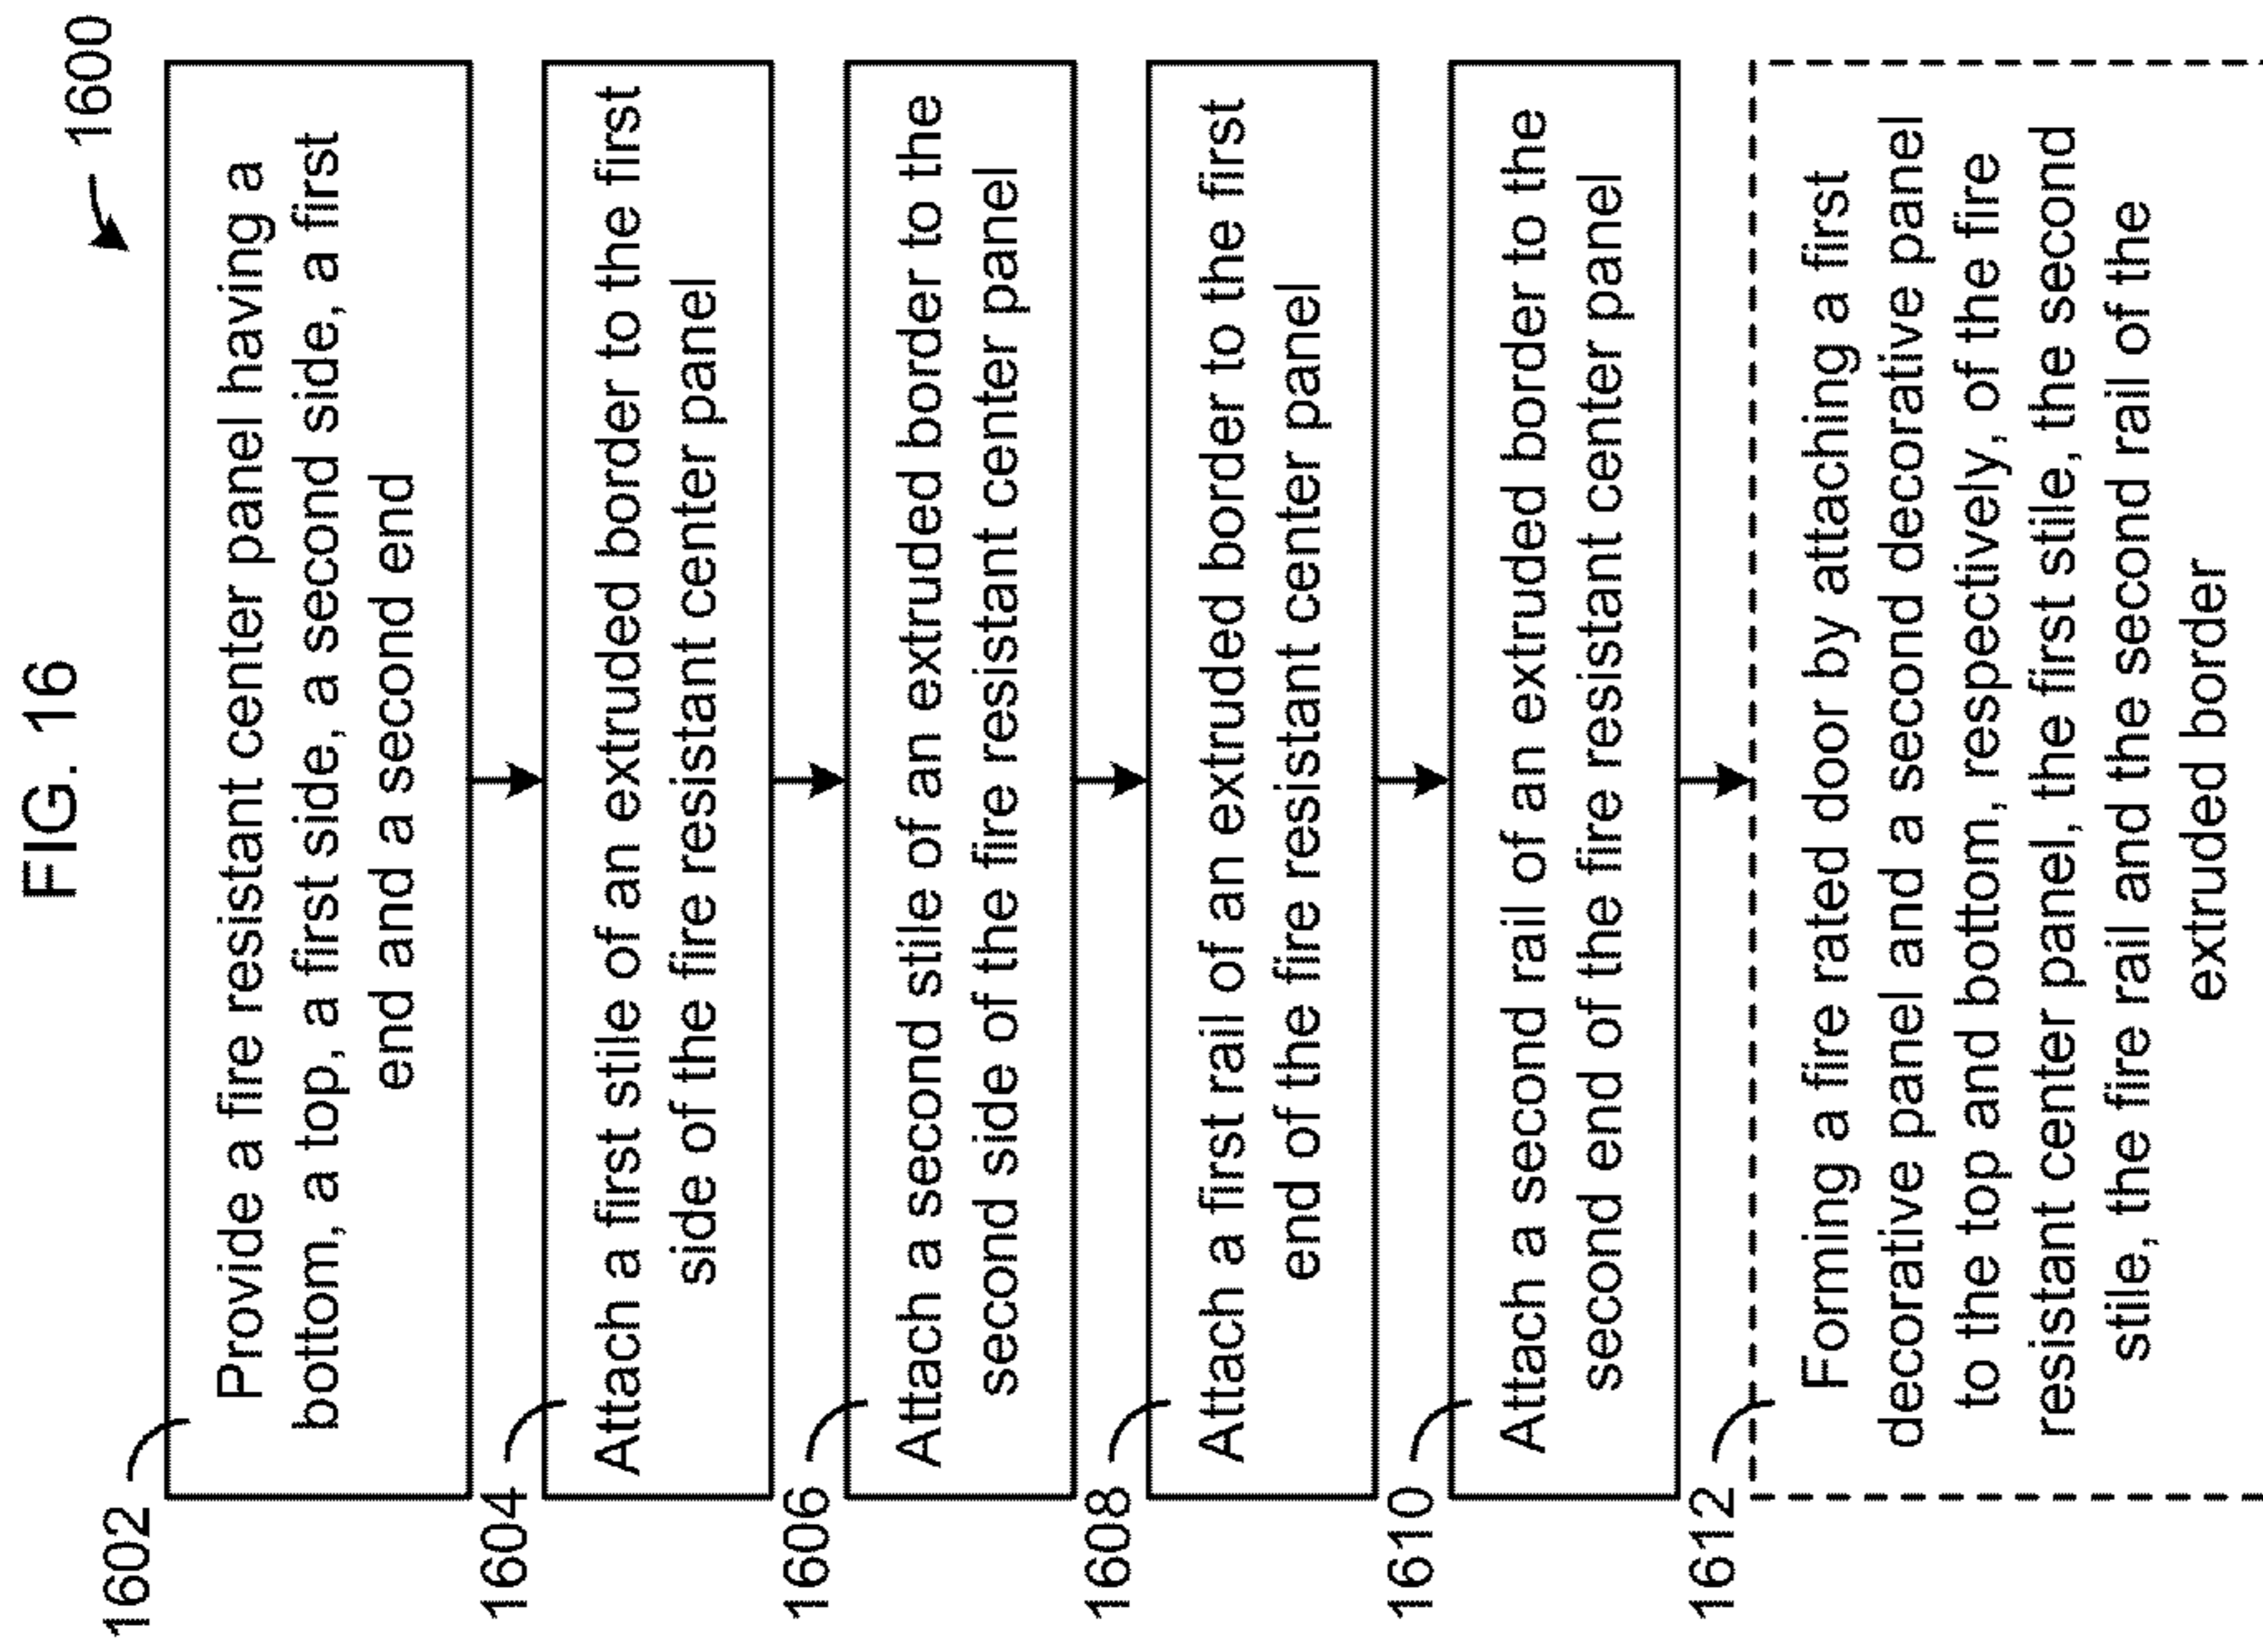 FIG. 16
1600
1602
Provide a fire resistant center panel having a
bottom, a top, a first side, a second side, a first
end and a second end
1604
Attach a first stile of an extruded border to the first
side of the fire resistant center panel
1606
Attach a second stile of an extruded border to the
second side of the fire resistant center panel
1608
Attach a first rail of an extruded border to the first
end of the fire resistant center panel
1610
Attach a second rail of an extruded border to the
second end of the fire resistant center panel
1612
Forming a fire rated door by attaching a first
decorative panel and a second decorative panel
to the top and bottom, respectively, of the fire
resistant center panel, the first stile, the second
stile, the fire rail and the second rail of the
extruded border